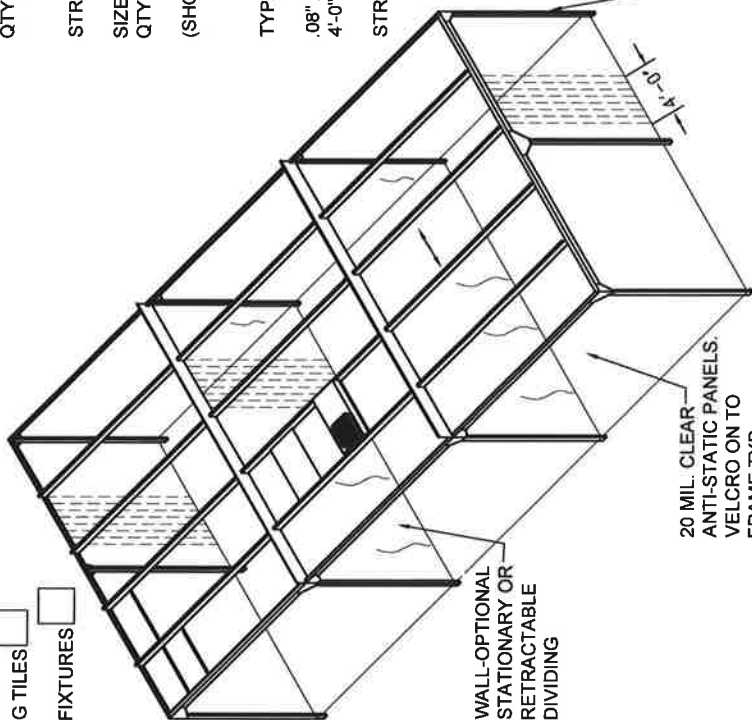 G TILES
FIXTURES
QTY
STR
SIZE
QTY
(SHO
TYP
.08"
4'-0"
STR
4'-0"
WALL-OPTIONAL
STATIONARY OR
RETRACTABLE
DIVIDING
20 MIL. CLEAR
ANTI-STATIC PANELS.
VELCRO ON TO